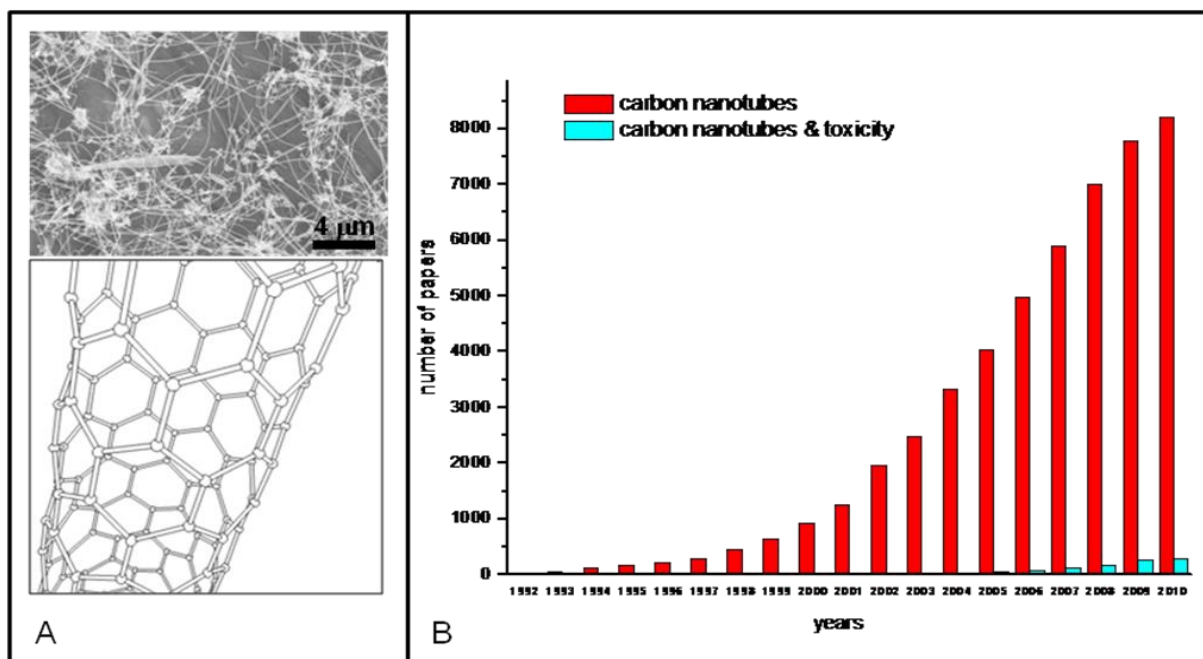 4 µm
A
carbon nanotubes
carbon nanotubes & toxicity
number of papers
8000
7000
6000
5000
4000
3000
2000
1000
0
1992 1993 1994 1995 1996 1997 1998 1999 2000 2001 2002 2003 2004 2005 2006 2007 2008 2009 2010
years
B